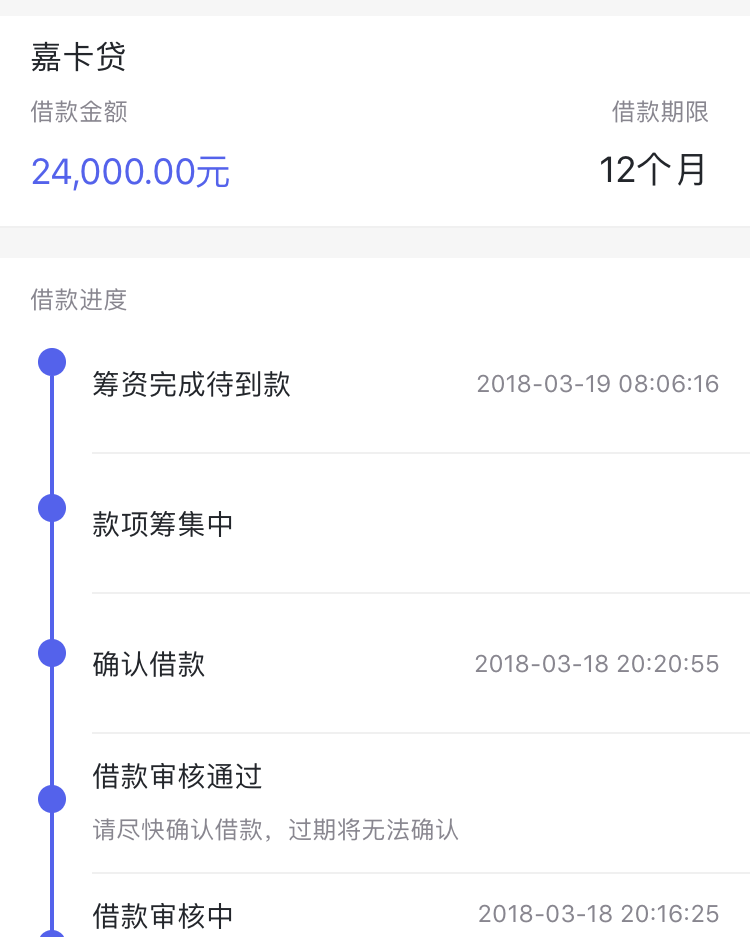 嘉卡贷
借款金额 借款期限
24,000.00元 12个月
借款进度
筹资完成待到款 2018-03-19 08:06:16
款项筹集中
确认借款 2018-03-18 20:20:55
借款审核通过
请尽快确认借款，过期将无法确认
借款审核中 2018-03-18 20:16:25